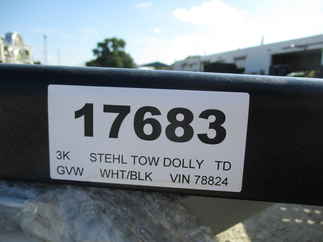 17683
3K STEHL TOW DOLLY TD
GVW WHT/BLK VIN 78824